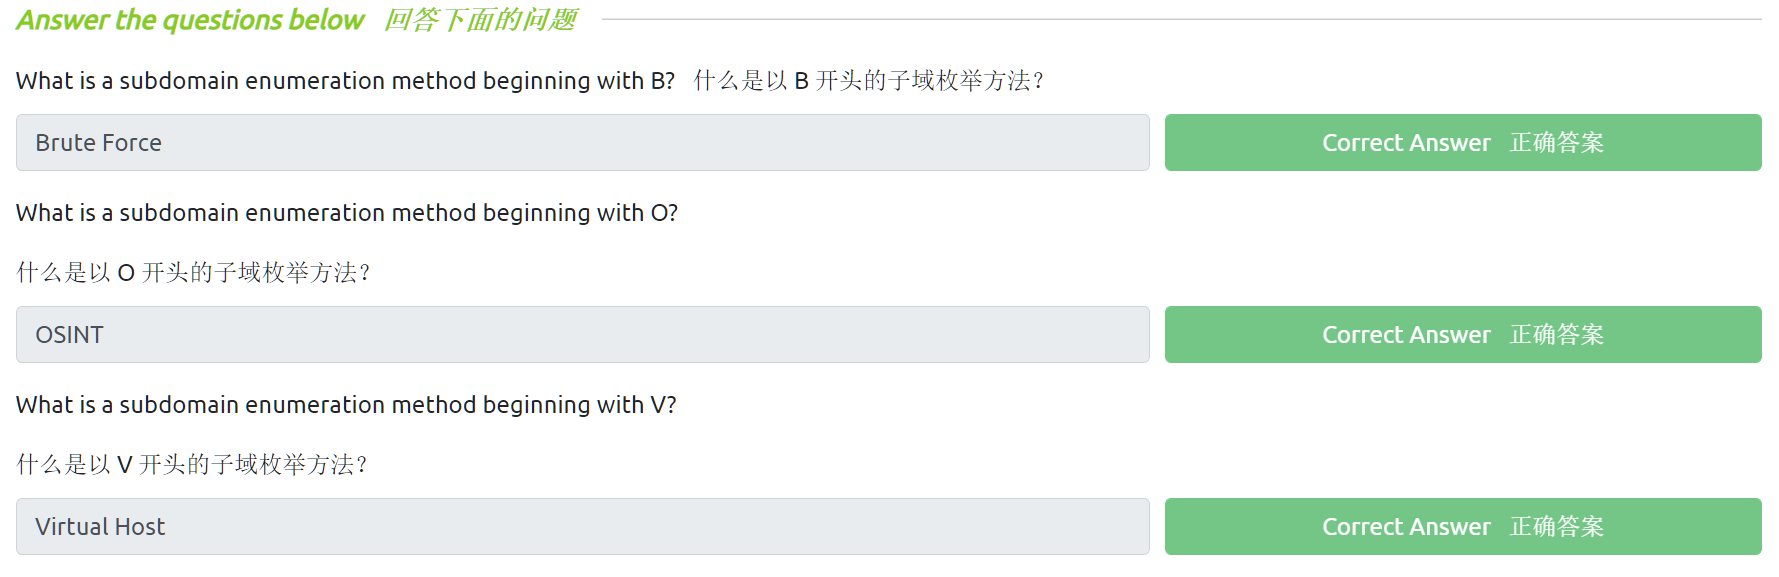 Answer the questions below 回答下面的问题
What is a subdomain enumeration method beginning with B? 什么是以 B 开头的子域枚举方法？
Brute Force
Correct Answer 正确答案
What is a subdomain enumeration method beginning with O?
什么是以 O 开头的子域枚举方法？
OSINT
Correct Answer 正确答案
What is a subdomain enumeration method beginning with V?
什么是以 V 开头的子域枚举方法？
Virtual Host
Correct Answer 正确答案